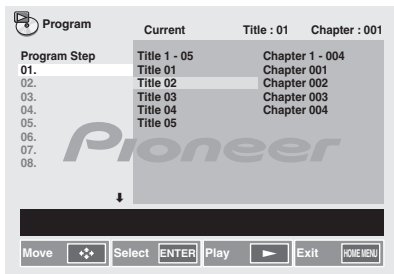 Program
Current Title : 01 Chapter : 001
Program Step
01.
02.
03.
04.
05.
06.
07.
08.
Title 1 - 05
Title 01
Title 02
Title 03
Title 04
Title 05
Chapter 1 - 004
Chapter 001
Chapter 002
Chapter 003
Chapter 004
Pioneer
Move Select ENTER Play Exit HOME MENU